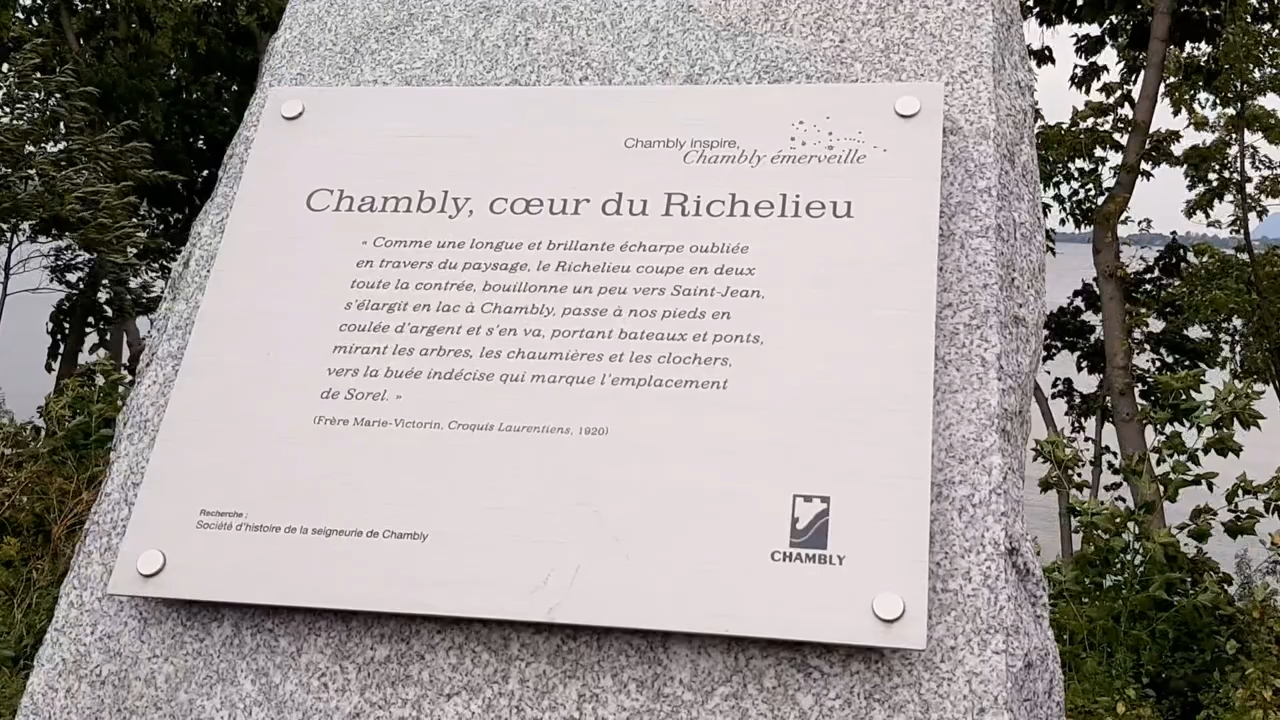 Chambly inspire,
Chambly émerveille
Chambly, cœur du Richelieu
« Comme une longue et brillante écharpe oubliée
en travers du paysage, le Richelieu coupe en deux
toute la contrée, bouillonne un peu vers Saint-Jean,
s'élargit en lac à Chambly, passe à nos pieds en
coulée d'argent et s'en va, portant bateaux et ponts,
mirant les arbres, les chaumières et les clochers,
vers la buée indécise qui marque l'emplacement
de Sorel. »
(Frère Marie-Victorin, Croquis Laurentiens, 1920)
Recherche :
Société d'histoire de la seigneurie de Chambly
CHAMBLY